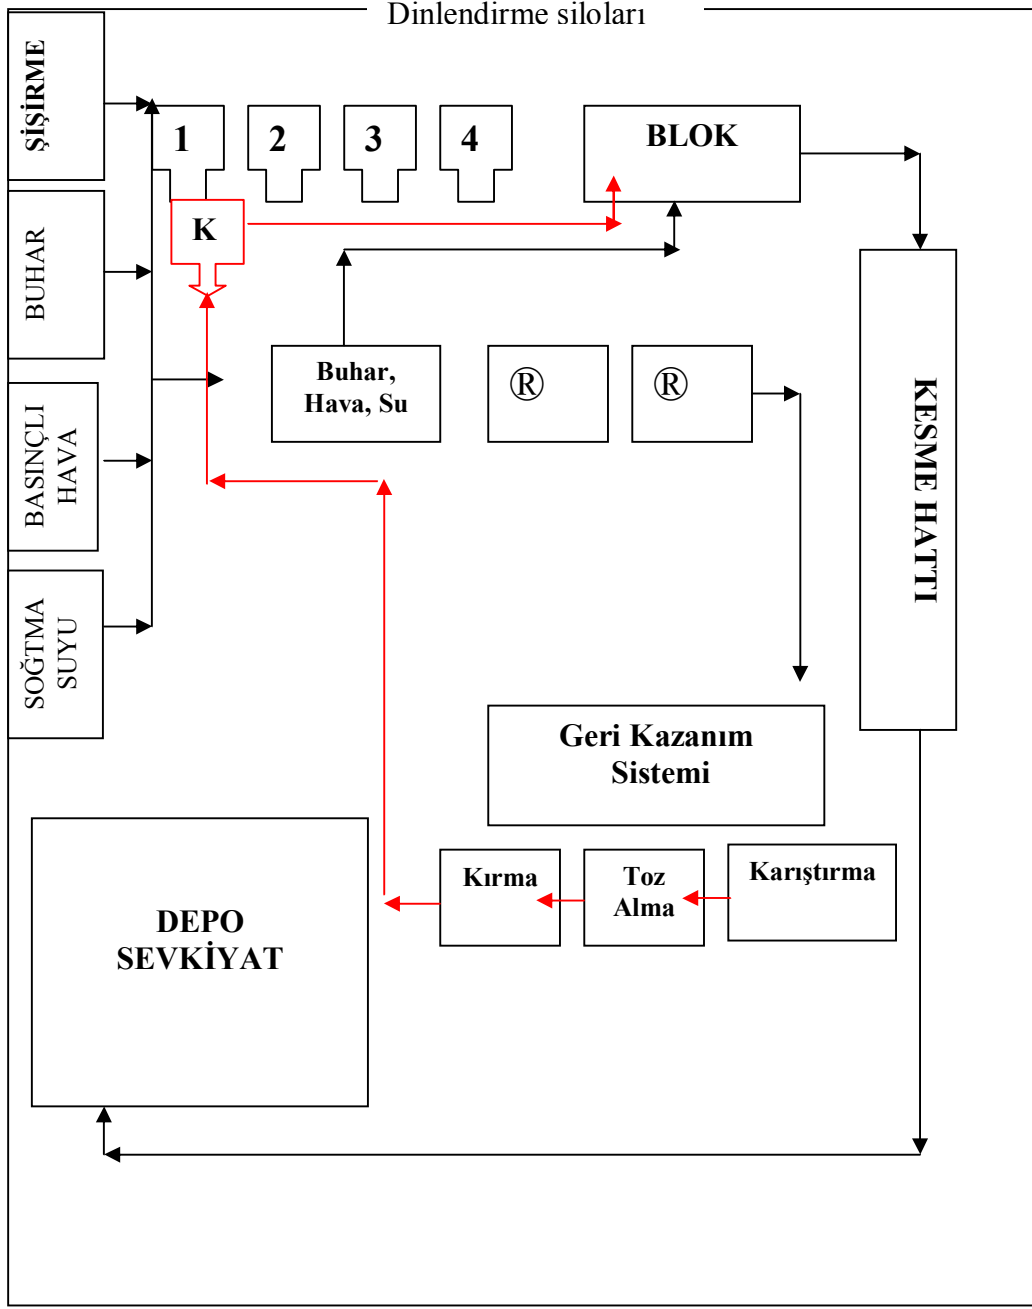 Dinlendirme siloları
ŞİŞİRME
1
2
3
4
BLOK
BUHAR
K
Buhar,
Hava, Su
®
®
KESME HATTI
BASINÇLI
HAVA
SOĞTMA
SUYU
Geri Kazanım
Sistemi
Kırma
Toz
Alma
Karıştırma
DEPO
SEVKİYAT